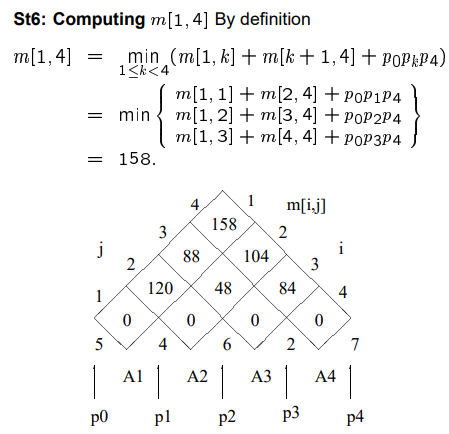 St6: Computing m[1, 4] By definition
m[1, 4] = min (m[1, k] + m[k + 1, 4] + p0pkp4)
1≤k<4
m[1, 1] + m[2, 4] + p0p1p4
= min { m[1, 2] + m[3, 4] + p0p2p4 }
m[1, 3] + m[4, 4] + p0p3p4
= 158.
4 1 m[i,j]
3 158 2
j 2 88 104 3 i
1 120 48 84 4
0 0 0 0
5 4 6 2 7
A1 A2 A3 A4
p0 p1 p2 p3 p4